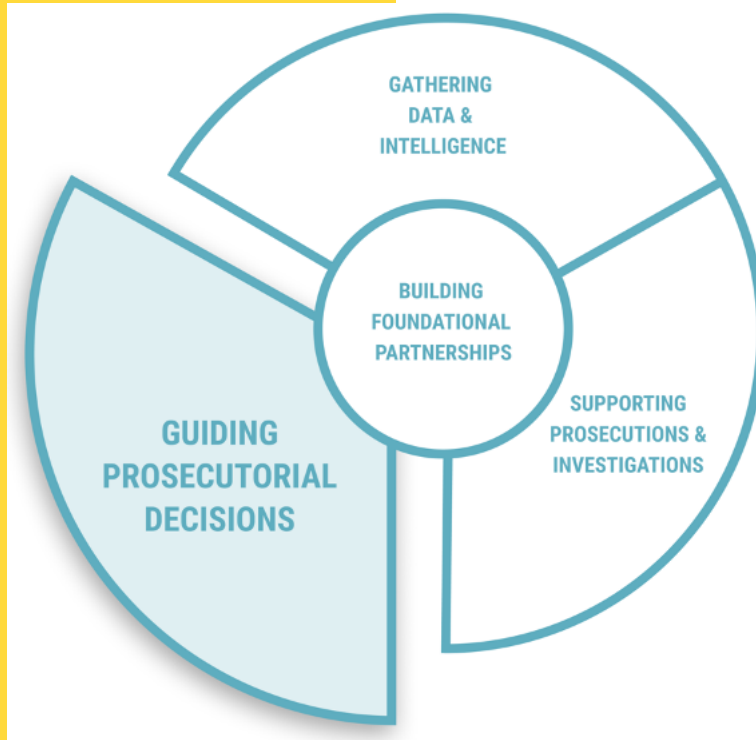 GATHERING
DATA &
INTELLIGENCE
BUILDING
FOUNDATIONAL
PARTNERSHIPS
SUPPORTING
PROSECUTIONS &
INVESTIGATIONS
GUIDING
PROSECUTORIAL
DECISIONS